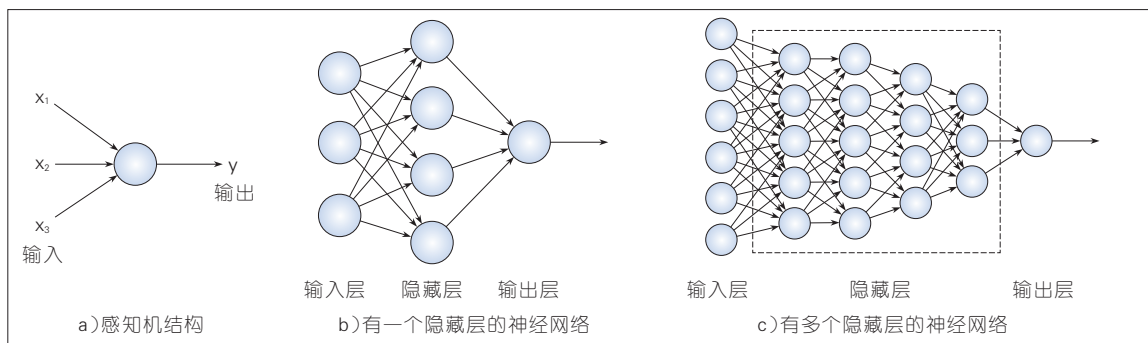 x₁
x₂
x₃
y
输出
输入
a)感知机结构
输入层 隐藏层 输出层
b)有一个隐藏层的神经网络
输入层 隐藏层 输出层
c)有多个隐藏层的神经网络